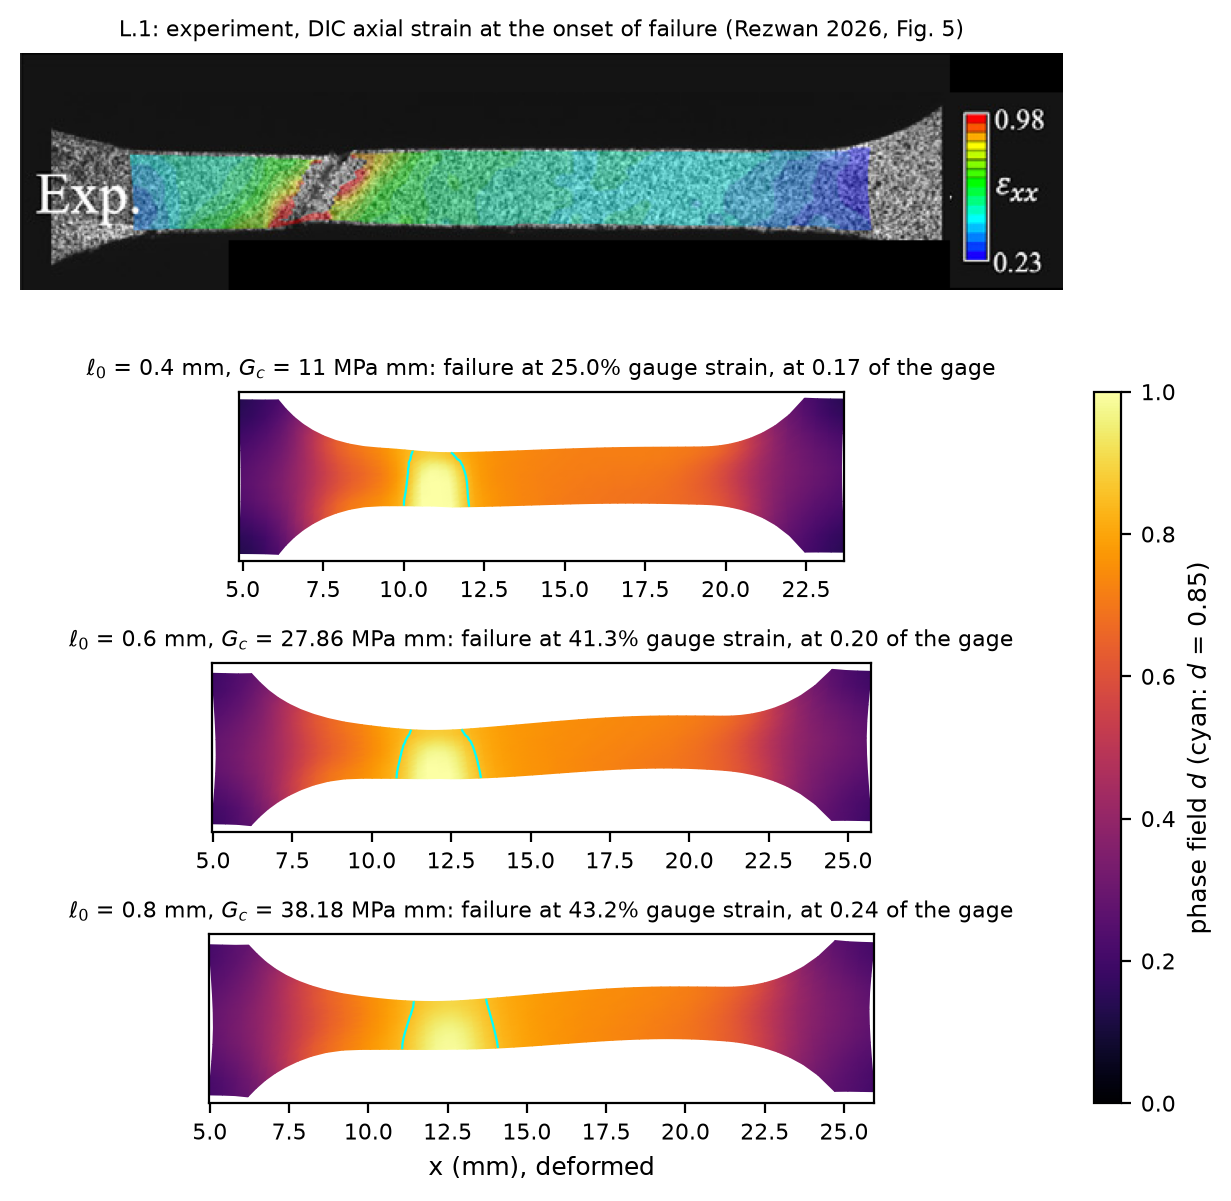 L.1: experiment, DIC axial strain at the onset of failure (Rezwan 2026, Fig. 5)
Exp.
0.98
εxx
0.23
ℓ0 = 0.4 mm, Gc = 11 MPa mm: failure at 25.0% gauge strain, at 0.17 of the gage
5.0 7.5 10.0 12.5 15.0 17.5 20.0 22.5
ℓ0 = 0.6 mm, Gc = 27.86 MPa mm: failure at 41.3% gauge strain, at 0.20 of the gage
5.0 7.5 10.0 12.5 15.0 17.5 20.0 22.5 25.0
ℓ0 = 0.8 mm, Gc = 38.18 MPa mm: failure at 43.2% gauge strain, at 0.24 of the gage
5.0 7.5 10.0 12.5 15.0 17.5 20.0 22.5 25.0
x (mm), deformed
1.0
0.8
0.6
0.4
0.2
0.0
phase field d (cyan: d = 0.85)